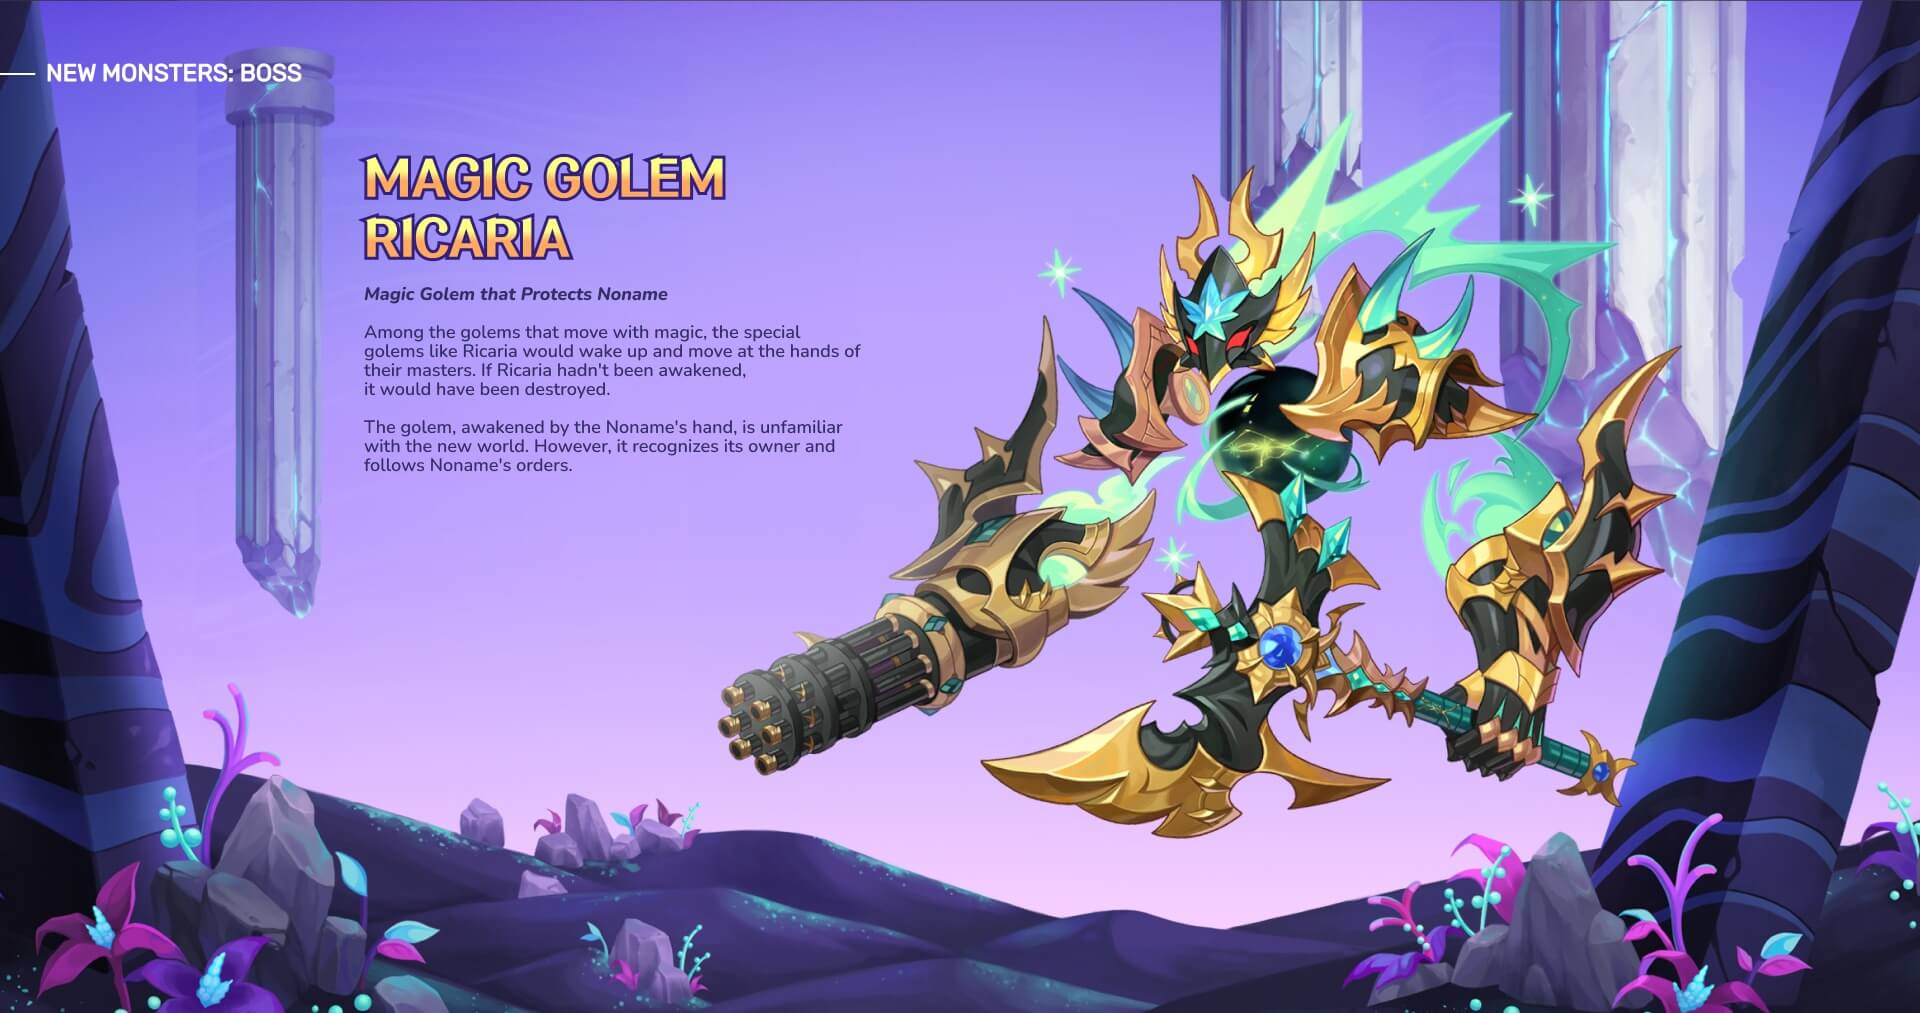 NEW MONSTERS: BOSS
MAGIC GOLEM
RICARIA
Magic Golem that Protects Noname
Among the golems that move with magic, the special
golems like Ricaria would wake up and move at the hands of
their masters. If Ricaria hadn't been awakened,
it would have been destroyed.
The golem, awakened by the Noname's hand, is unfamiliar
with the new world. However, it recognizes its owner and
follows Noname's orders.